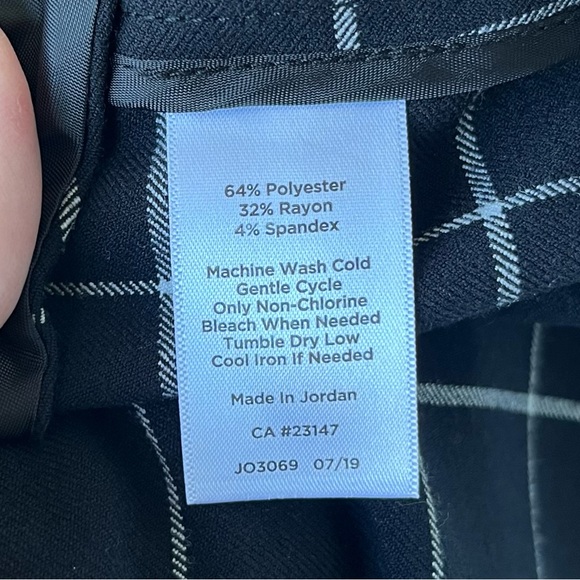 64% Polyester
32% Rayon
4% Spandex
Machine Wash Cold
Gentle Cycle
Only Non-Chlorine
Bleach When Needed
Tumble Dry Low
Cool Iron If Needed
Made In Jordan
CA #23147
JO3069 07/19